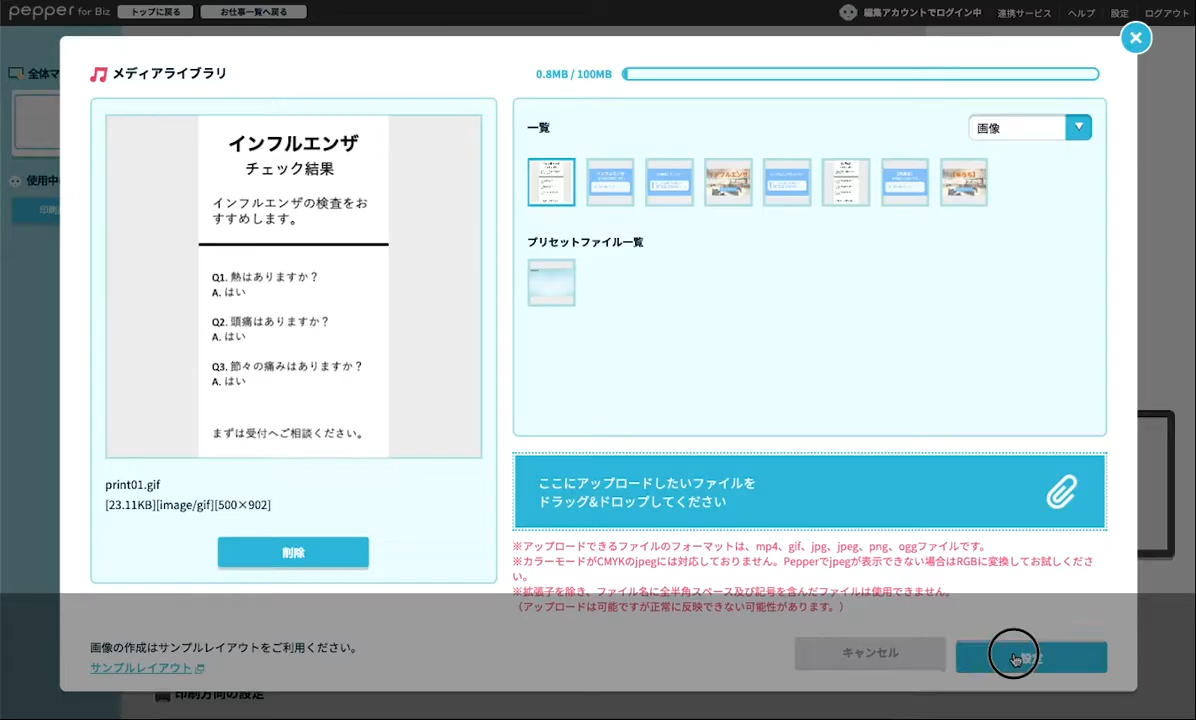 pepper for Biz
トップに戻る
お仕事一覧へ戻る
編集アカウントでログイン中
連携サービス
ヘルプ
設定
ログアウト
全体マ
使用中
印刷
メディアライブラリ
0.8MB / 100MB
インフルエンザ
チェック結果
インフルエンザの検査をお
すすめします。
Q1. 熱はありますか？
A. はい
Q2. 頭痛はありますか？
A. はい
Q3. 節々の痛みはありますか？
A. はい
まずは受付へご相談ください。
print01.gif
[23.11KB][image/gif][500×902]
削除
一覧
画像
プリセットファイル一覧
ここにアップロードしたいファイルを
ドラッグ&ドロップしてください
※アップロードできるファイルのフォーマットは、mp4、gif、jpg、jpeg、png、oggファイルです。
※カラーモードがCMYKのjpegには対応しておりません。Pepperでjpegが表示できない場合はRGBに変換してお試しくださ
い。
※拡張子を除き、ファイル名に全半角スペース及び記号を含んだファイルは使用できません。
（アップロードは可能ですが正常に反映できない可能性があります。）
画像の作成はサンプルレイアウトをご利用ください。
サンプルレイアウト
キャンセル
設定
印刷方向の設定